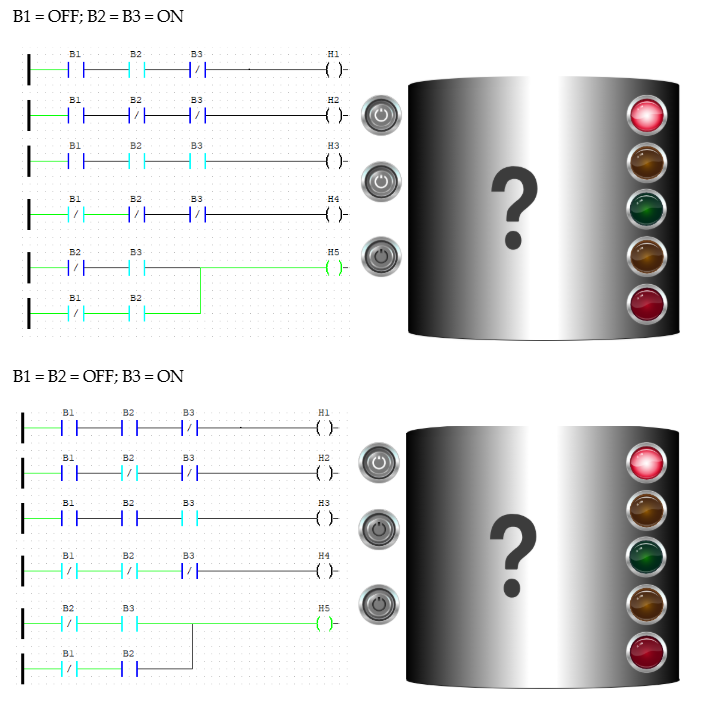 B1 = OFF; B2 = B3 = ON
B1 B2 B3 H1
B1 B2 B3 H2
B1 B2 B3 H3
B1 B2 B3 H4
B2 B3 H5
B1 B2
?
B1 = B2 = OFF; B3 = ON
B1 B2 B3 H1
B1 B2 B3 H2
B1 B2 B3 H3
B1 B2 B3 H4
B2 B3 H5
B1 B2
?